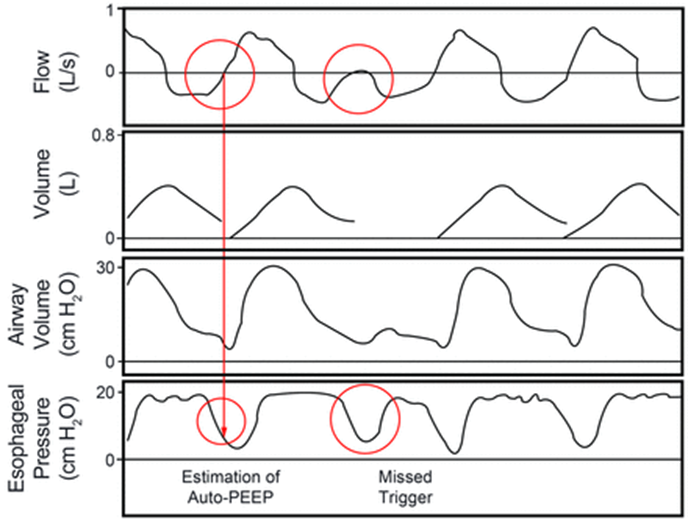 1
0
Flow
(L/s)
0.8
0
Volume
(L)
30
0
Airway
Volume
(cm H₂O)
20
0
Esophageal
Pressure
(cm H₂O)
Estimation of
Auto-PEEP
Missed
Trigger